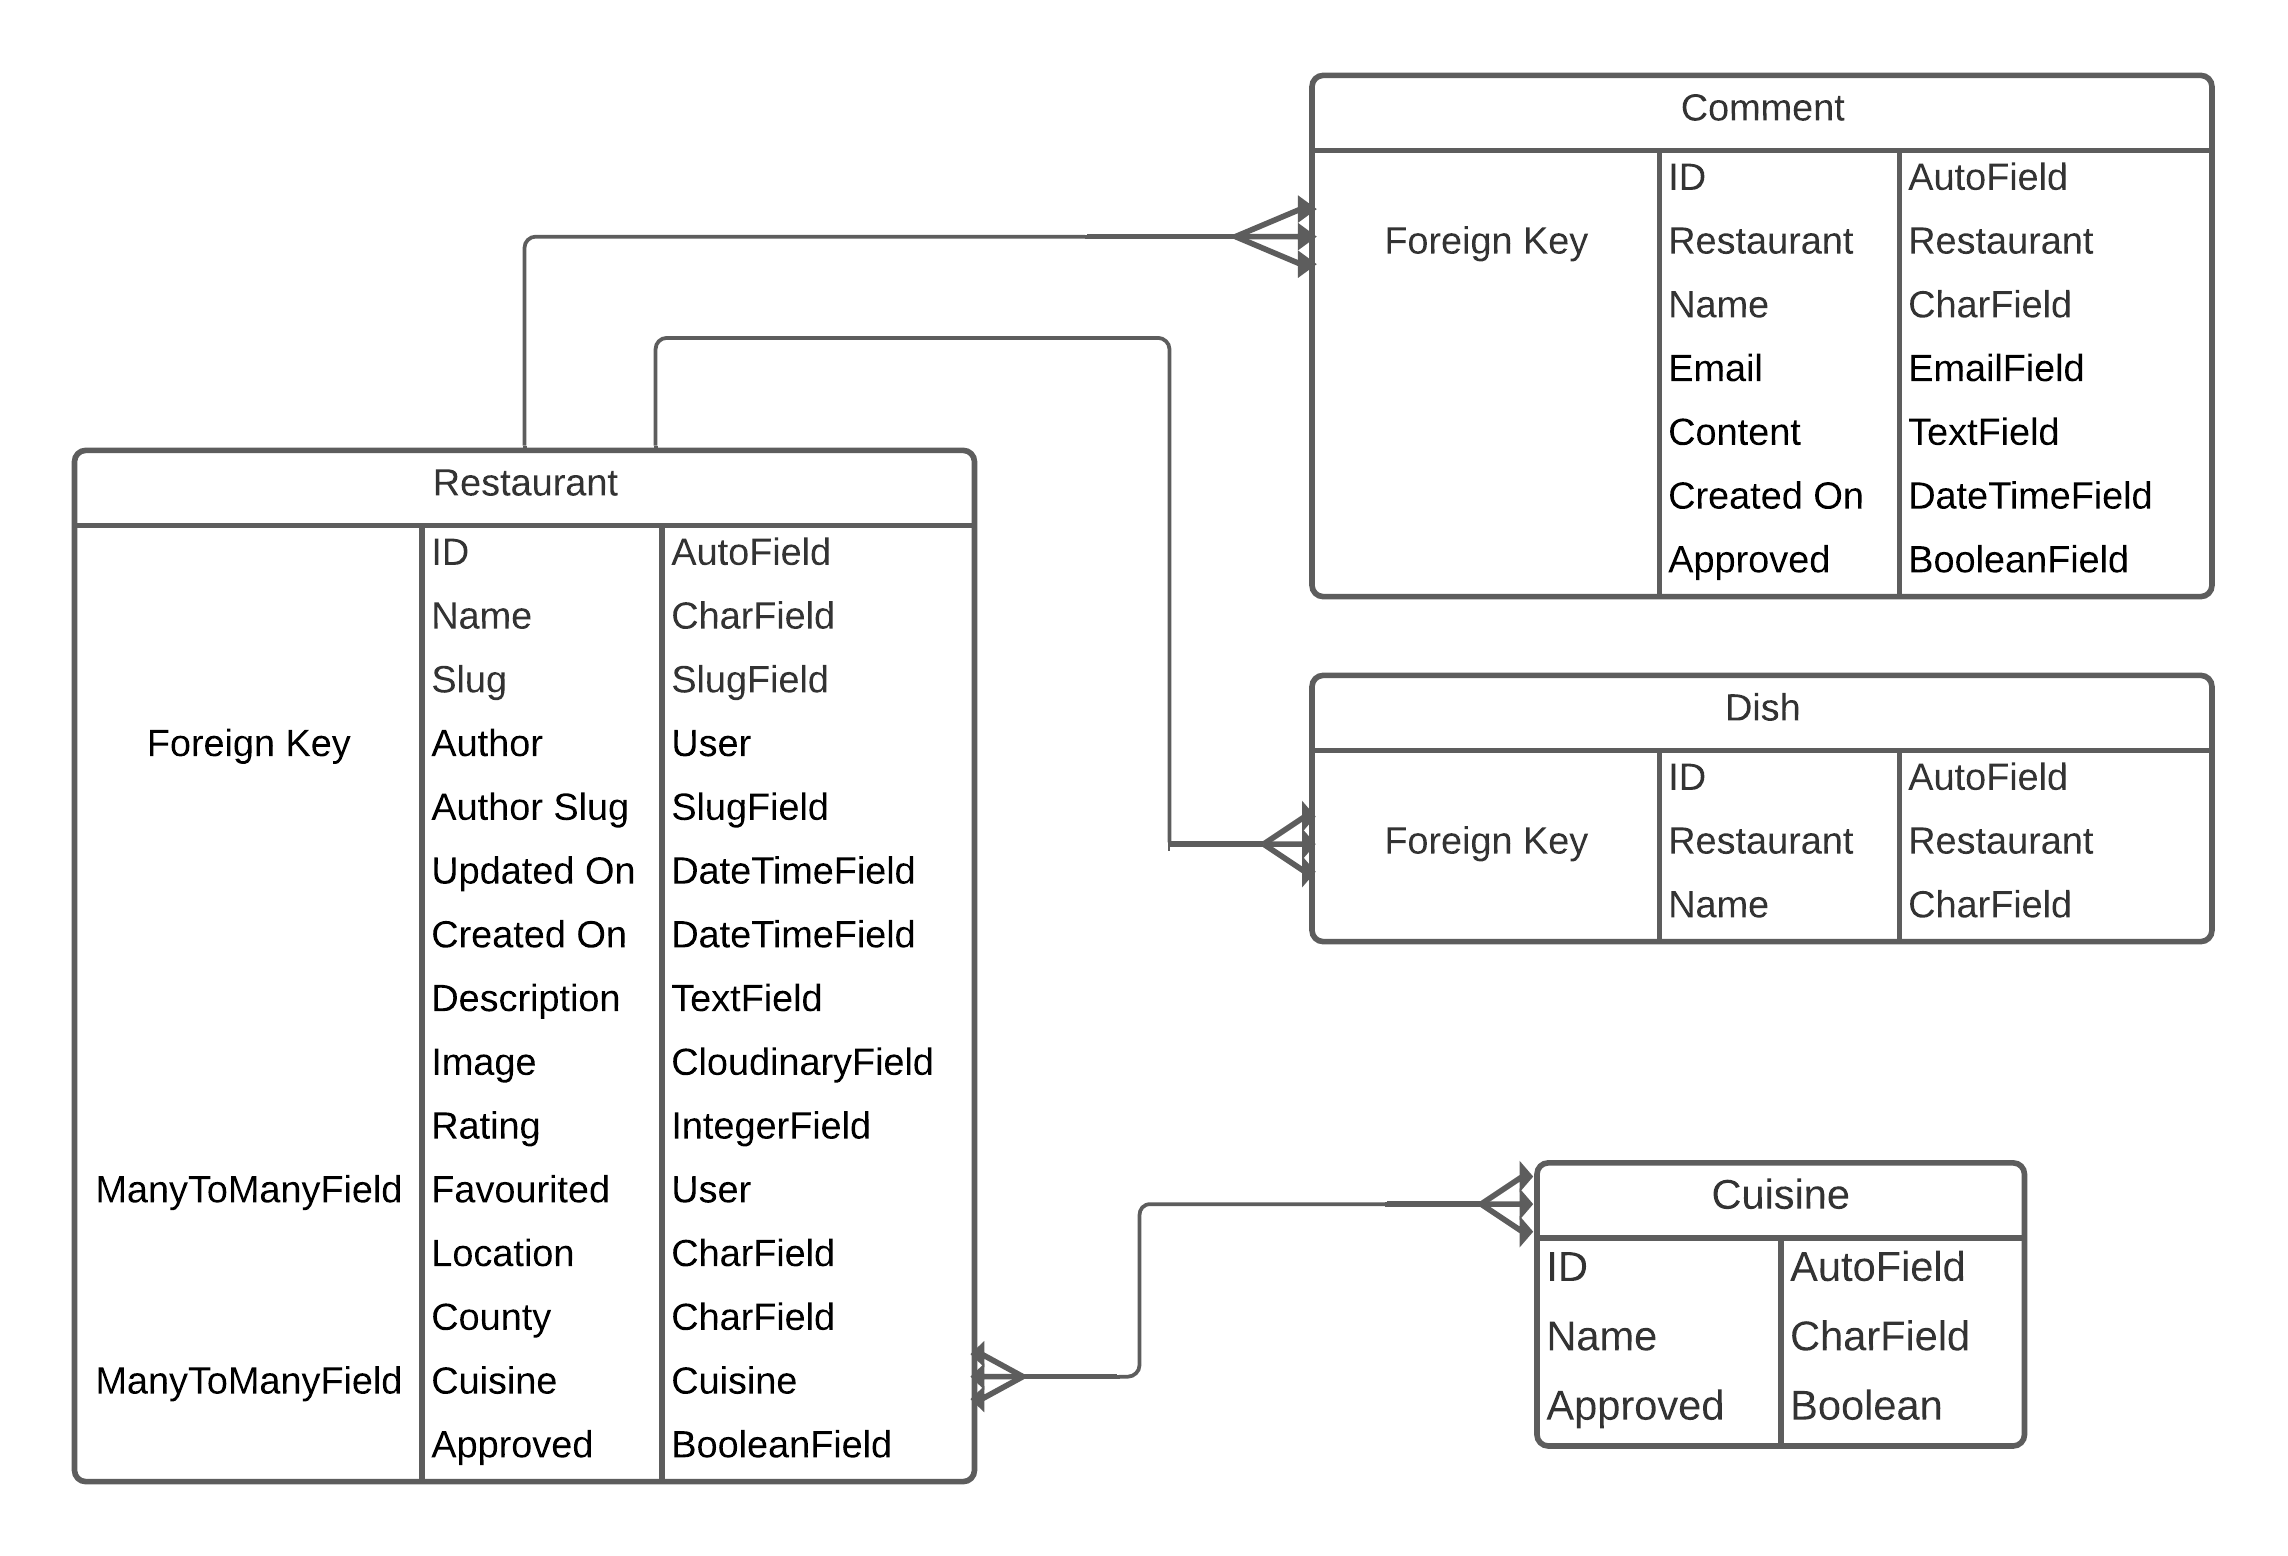 Comment
ID AutoField
Foreign Key Restaurant Restaurant
Name CharField
Email EmailField
Content TextField
Created On DateTimeField
Approved BooleanField
Restaurant
ID AutoField
Name CharField
Slug SlugField
Foreign Key Author User
Author Slug SlugField
Updated On DateTimeField
Created On DateTimeField
Description TextField
Image CloudinaryField
Rating IntegerField
ManyToManyField Favourited User
Location CharField
County CharField
ManyToManyField Cuisine Cuisine
Approved BooleanField
Dish
ID AutoField
Foreign Key Restaurant Restaurant
Name CharField
Cuisine
ID AutoField
Name CharField
Approved Boolean